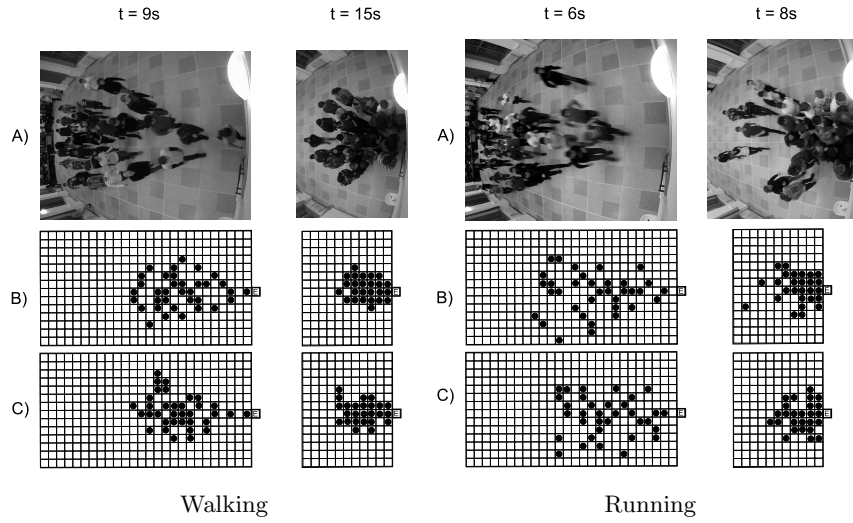 t = 9s t = 15s t = 6s t = 8s
A) A)
B) E E B) E E
C) E E C) E E
Walking Running